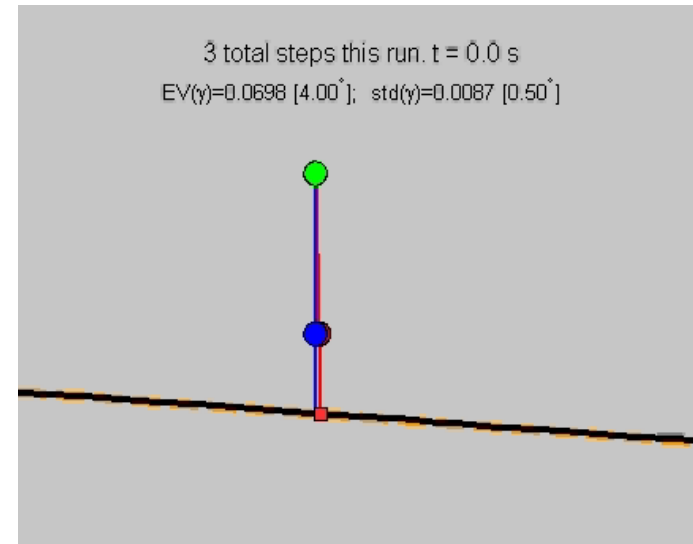 3 total steps this run. t = 0.0 s
EV(γ)=0.0698 [4.00°];  std(γ)=0.0087 [0.50°]